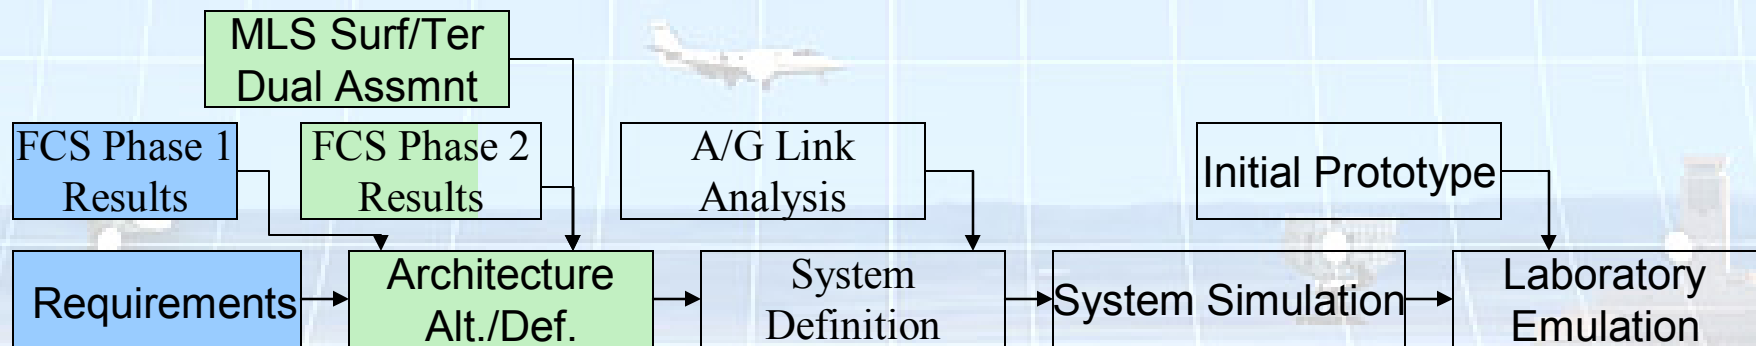 MLS Surf/Ter
Dual Assmnt
FCS Phase 1
Results
FCS Phase 2
Results
A/G Link
Analysis
Initial Prototype
Requirements
Architecture
Alt./Def.
System
Definition
System Simulation
Laboratory
Emulation